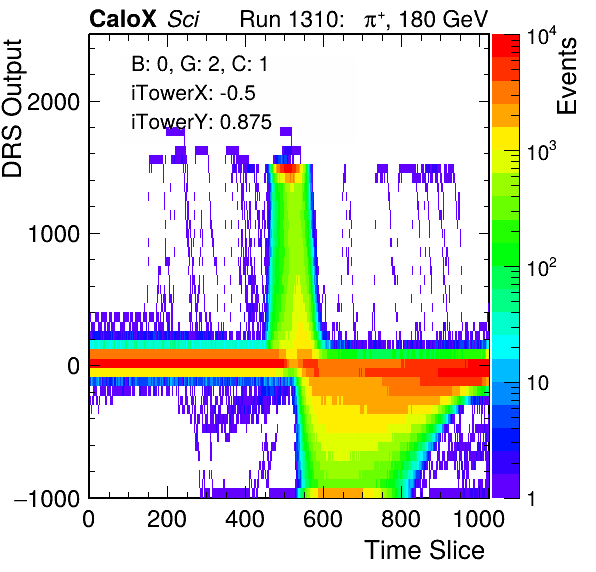 CaloX Sci Run 1310: π⁺, 180 GeV
B: 0, G: 2, C: 1
iTowerX: -0.5
iTowerY: 0.875
DRS Output
2000
1000
0
−1000
0 200 400 600 800 1000
Time Slice
Events
10⁴
10³
10²
10
1